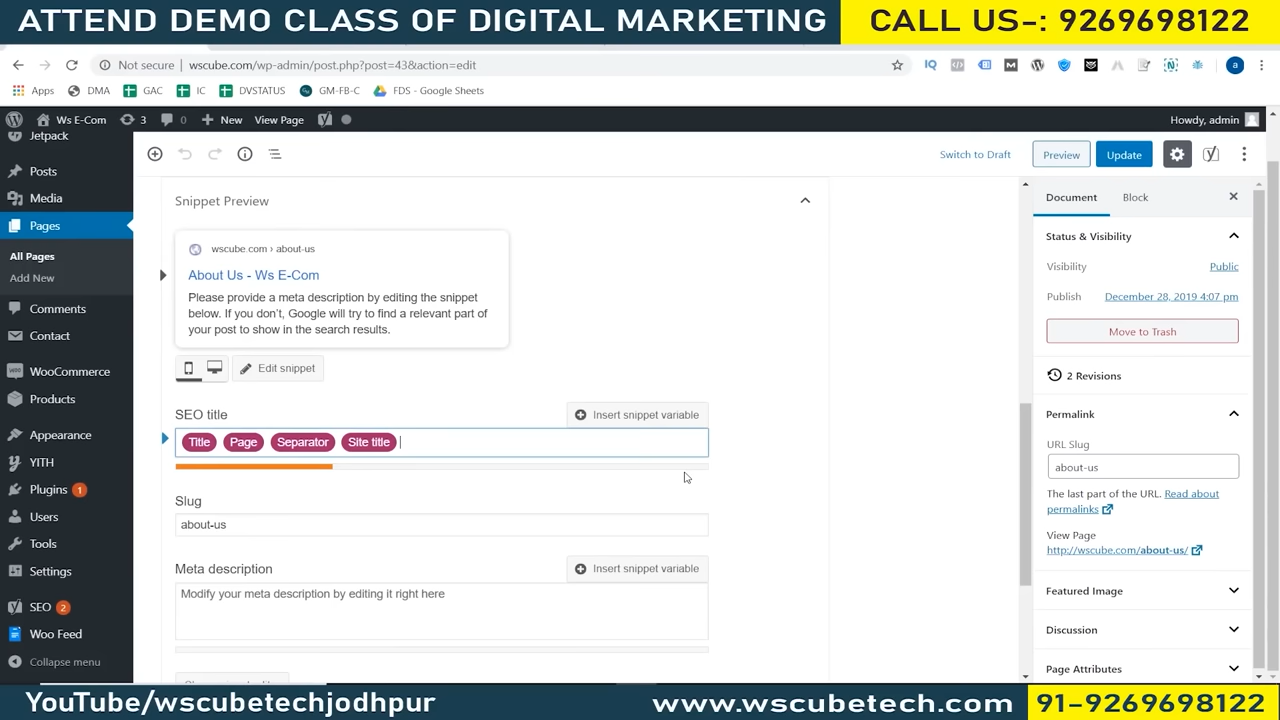 ATTEND DEMO CLASS OF DIGITAL MARKETING
CALL US-: 9269698122
Not secure | wscube.com/wp-admin/post.php?post=43&action=edit
Apps DMA GAC IC DVSTATUS GM-FB-C FDS - Google Sheets
Ws E-Com 3 0 New View Page Howdy, admin
Jetpack
Posts
Media
Pages
All Pages
Add New
Comments
Contact
WooCommerce
Products
Appearance
YITH
Plugins 1
Users
Tools
Settings
SEO 2
Woo Feed
Collapse menu
Switch to Draft Preview Update
Snippet Preview
wscube.com › about-us
About Us - Ws E-Com
Please provide a meta description by editing the snippet
below. If you don't, Google will try to find a relevant part of
your post to show in the search results.
Edit snippet
SEO title
Insert snippet variable
Title Page Separator Site title
Slug
about-us
Meta description
Insert snippet variable
Modify your meta description by editing it right here
Document Block
Status & Visibility
Visibility Public
Publish December 28, 2019 4:07 pm
Move to Trash
2 Revisions
Permalink
URL Slug
about-us
The last part of the URL. Read about
permalinks
View Page
http://wscube.com/about-us/
Featured Image
Discussion
Page Attributes
YouTube/wscubetechjodhpur
www.wscubetech.com
91-9269698122